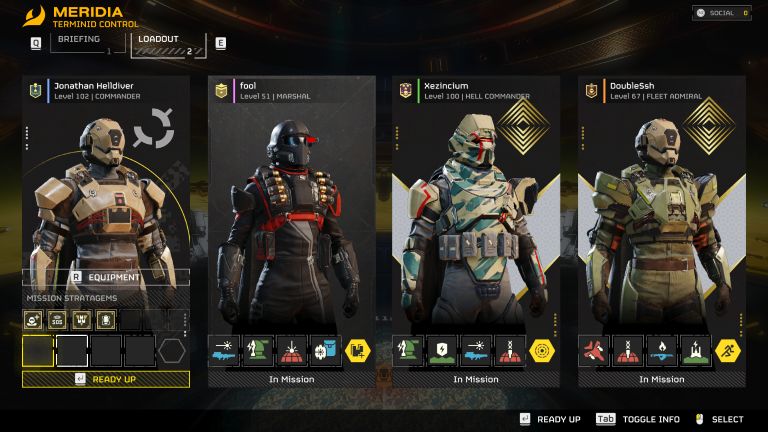 MERIDIA
TERMINID CONTROL
SOCIAL 0
Q
BRIEFING
1
LOADOUT
2
E
Jonathan Helldiver
Level 102 | COMMANDER
fool
Level 51 | MARSHAL
Xezincium
Level 100 | HELL COMMANDER
DoubleSsh
Level 67 | FLEET ADMIRAL
R EQUIPMENT
MISSION STRATAGEMS
SOS
READY UP
In Mission
In Mission
In Mission
READY UP
Tab TOGGLE INFO
SELECT